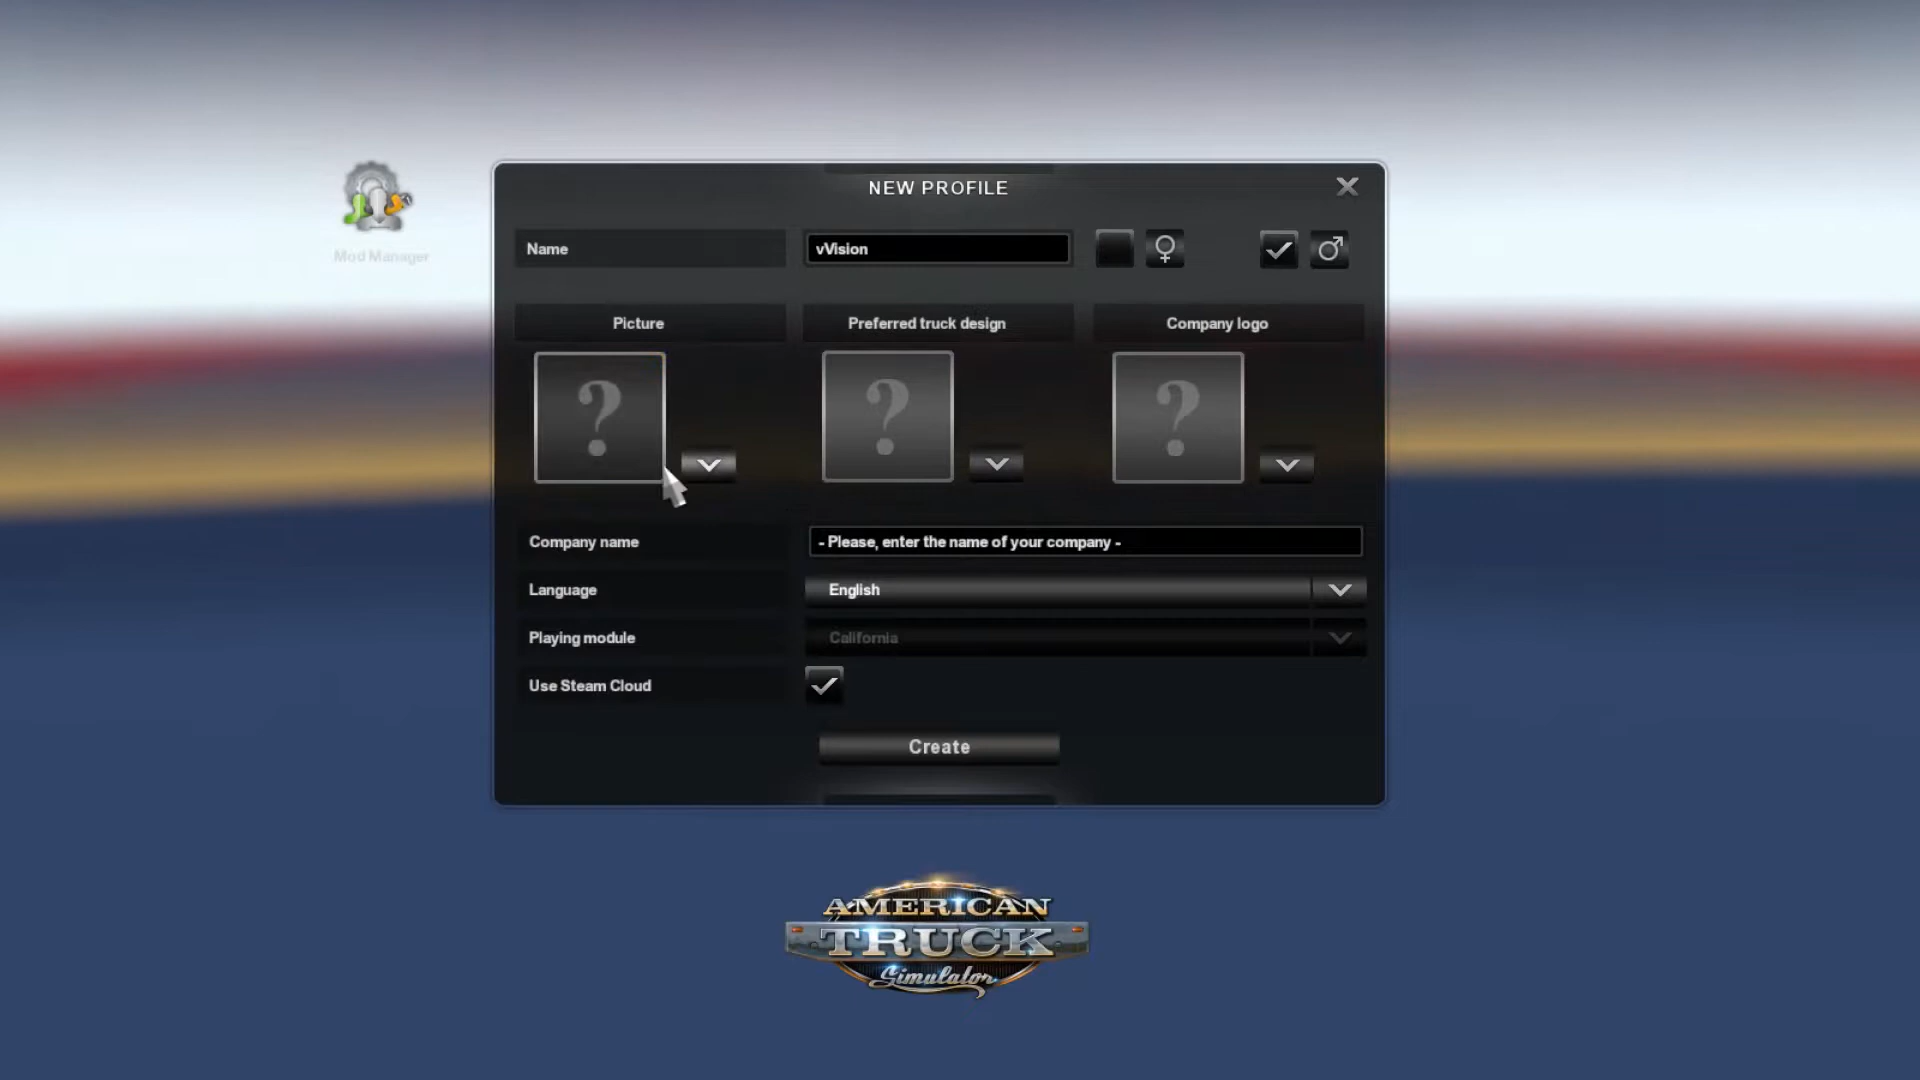 NEW PROFILE
Mod Manager
Name
vVision
Picture
Preferred truck design
Company logo
?
?
?
Company name
- Please, enter the name of your company -
Language
English
Playing module
California
Use Steam Cloud
Create
AMERICAN
TRUCK
Simulator